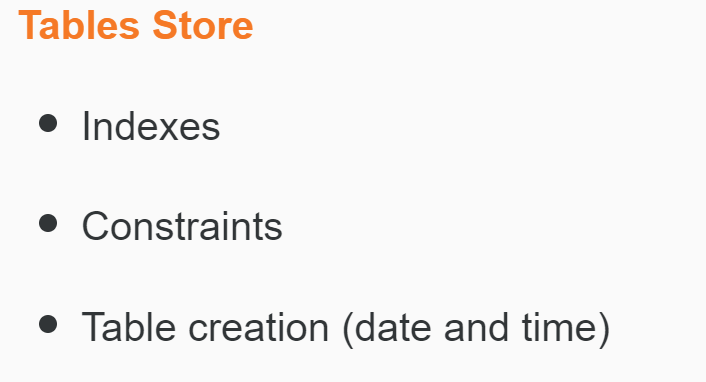 Tables Store
• Indexes
• Constraints
• Table creation (date and time)